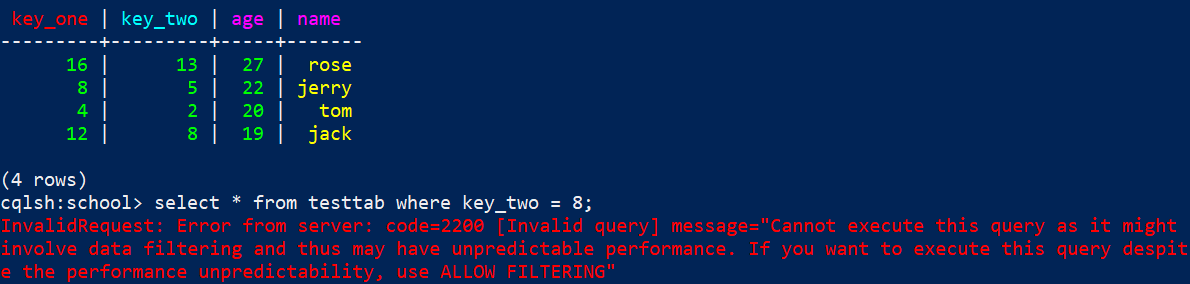 key_one | key_two | age | name
---------+---------+-----+-------
      16 |      13 |  27 |  rose
       8 |       5 |  22 | jerry
       4 |       2 |  20 |   tom
      12 |       8 |  19 |  jack
(4 rows)
cqlsh:school> select * from testtab where key_two = 8;
InvalidRequest: Error from server: code=2200 [Invalid query] message="Cannot execute this query as it might
involve data filtering and thus may have unpredictable performance. If you want to execute this query despit
e the performance unpredictability, use ALLOW FILTERING"